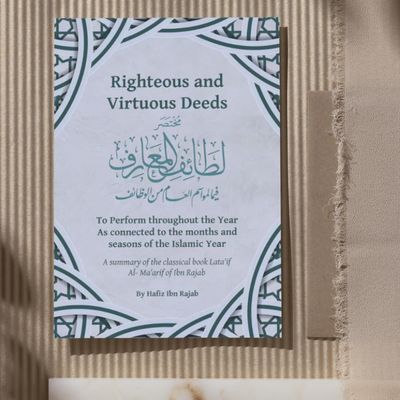 Righteous and
Virtuous Deeds
مختصر
لطائف المعارف
فيما لمواسم العام من الوظائف
To Perform throughout the Year
As connected to the months and
seasons of the Islamic Year
A summary of the classical book Lata'if
Al- Ma'arif of Ibn Rajab
By Hafiz Ibn Rajab